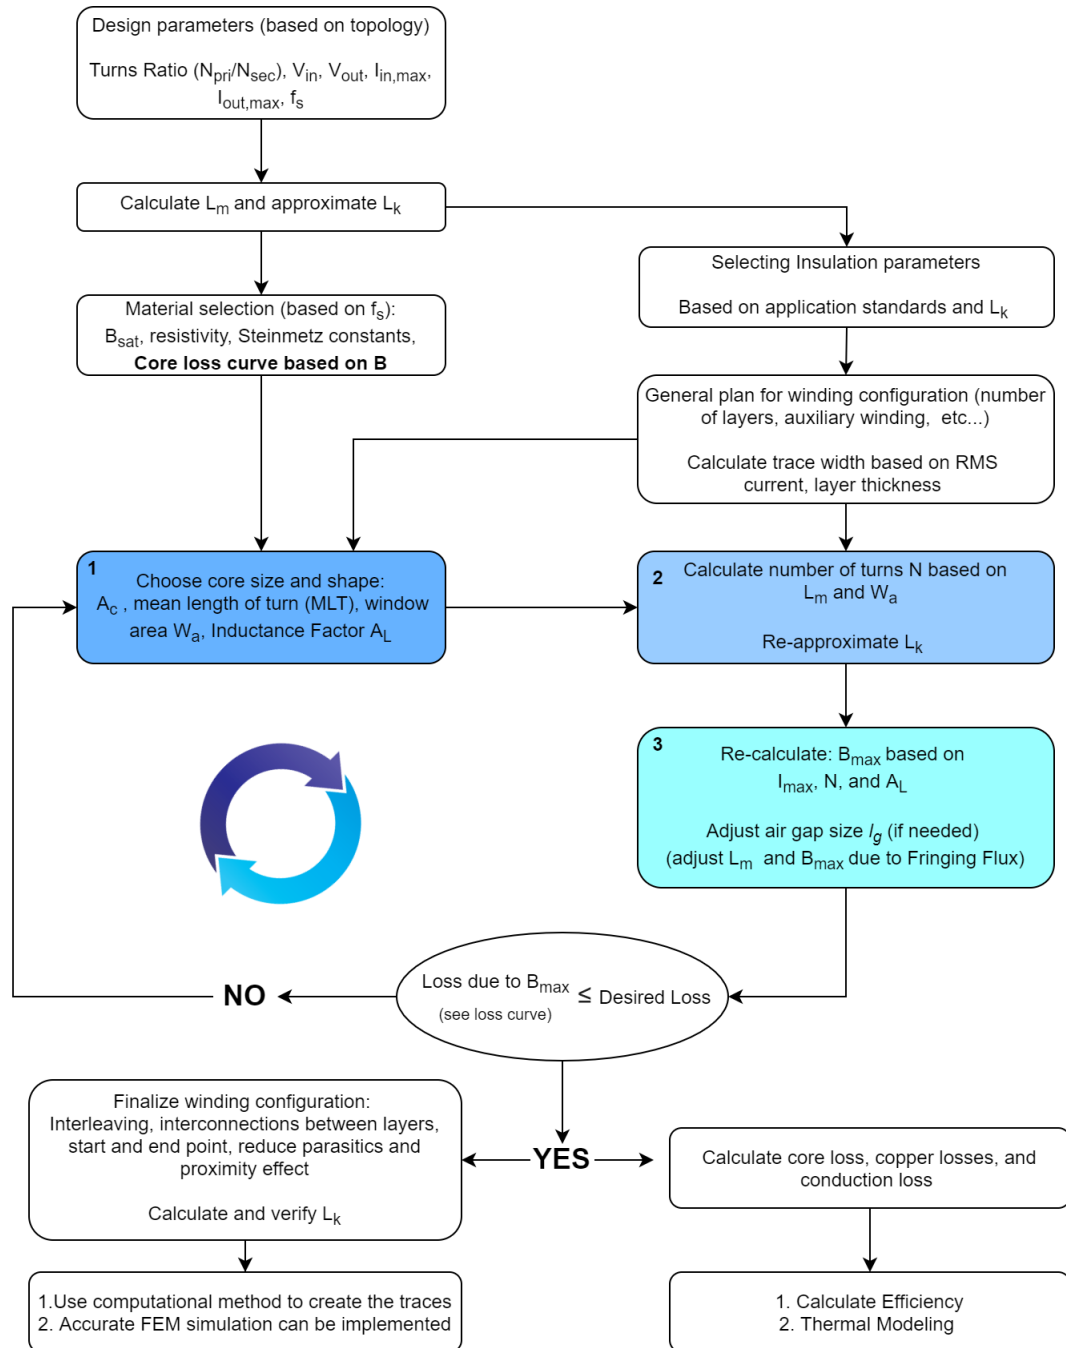 Design parameters (based on topology)
Turns Ratio (Npri/Nsec), Vin, Vout, Iin,max,
Iout,max, fs
Calculate Lm and approximate Lk
Selecting Insulation parameters
Based on application standards and Lk
Material selection (based on fs):
Bsat, resistivity, Steinmetz constants,
Core loss curve based on B
General plan for winding configuration (number
of layers, auxiliary winding, etc...)
Calculate trace width based on RMS
current, layer thickness
1
Choose core size and shape:
Ac , mean length of turn (MLT), window
area Wa, Inductance Factor AL
2
Calculate number of turns N based on
Lm and Wa
Re-approximate Lk
3
Re-calculate: Bmax based on
Imax, N, and AL
Adjust air gap size lg (if needed)
(adjust Lm and Bmax due to Fringing Flux)
NO
Loss due to Bmax ≤ Desired Loss
(see loss curve)
YES
Finalize winding configuration:
Interleaving, interconnections between layers,
start and end point, reduce parasitics and
proximity effect
Calculate and verify Lk
Calculate core loss, copper losses, and
conduction loss
1.Use computational method to create the traces
2. Accurate FEM simulation can be implemented
1. Calculate Efficiency
2. Thermal Modeling